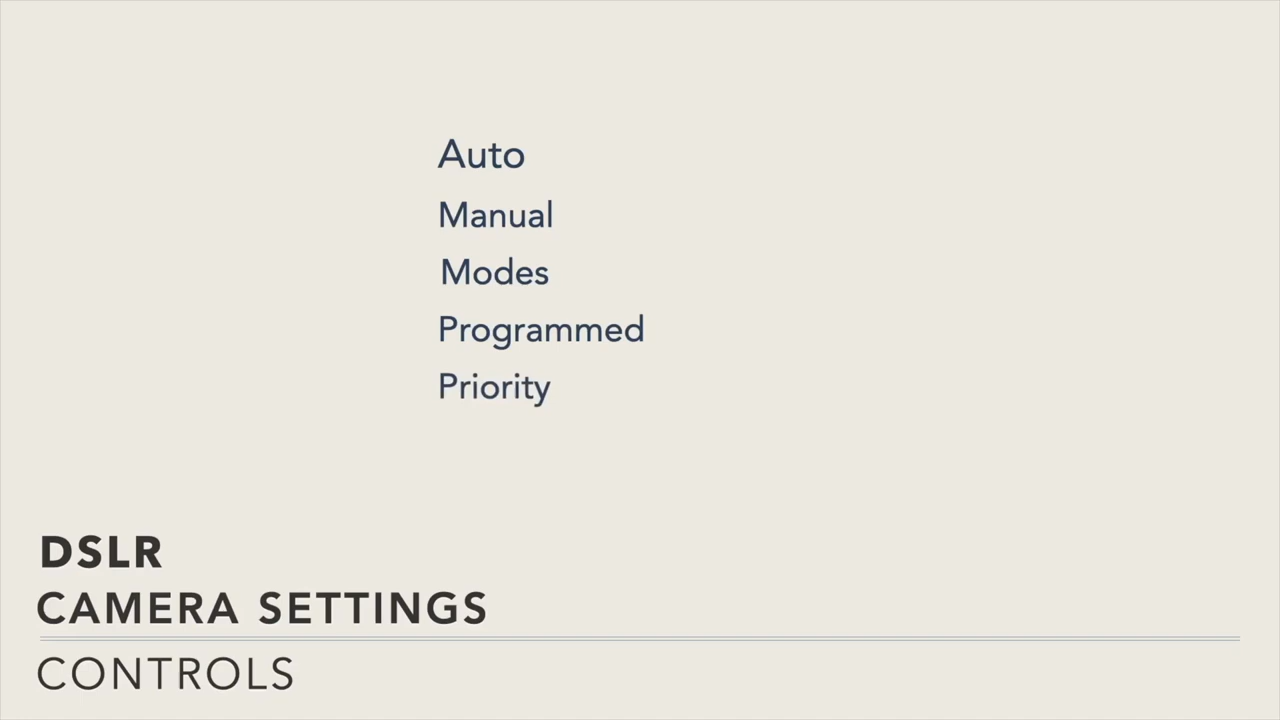 Auto
Manual
Modes
Programmed
Priority
DSLR
CAMERA SETTINGS
CONTROLS